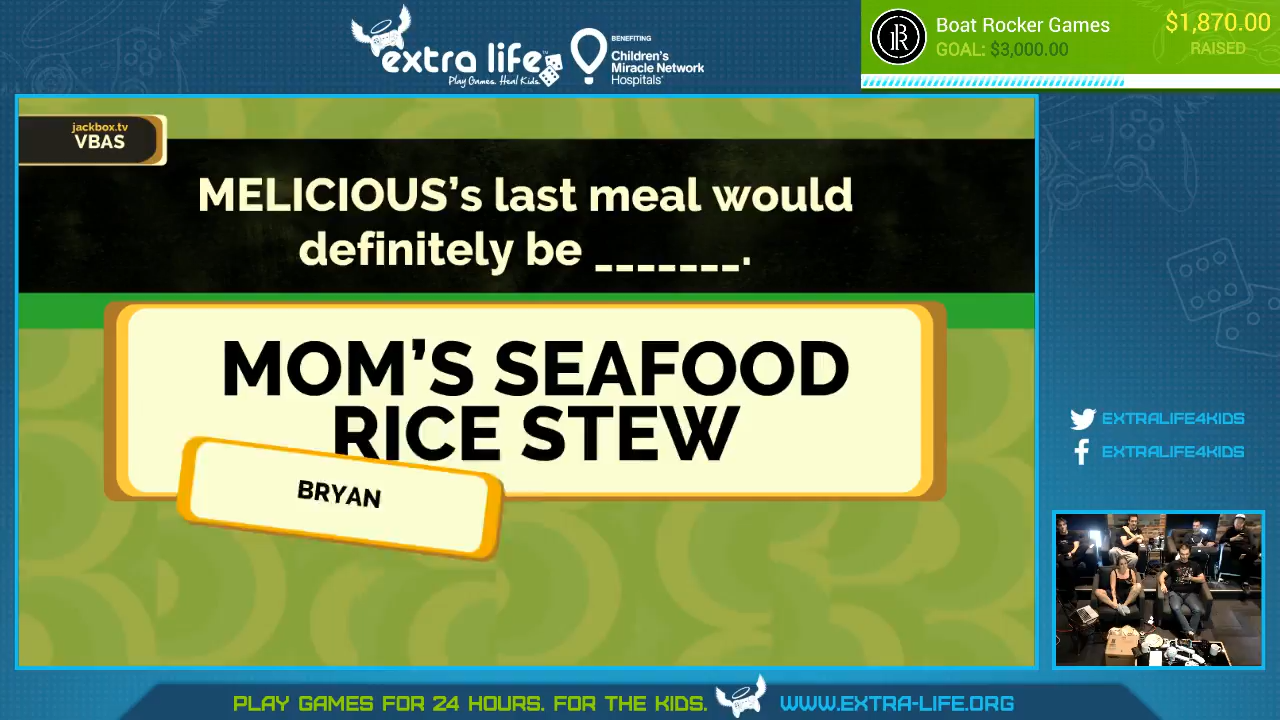 extra life
Play Games. Heal Kids.
BENEFITING
Children's
Miracle Network
Hospitals
Boat Rocker Games
GOAL: $3,000.00
$1,870.00
RAISED
jackbox.tv
VBAS
MELICIOUS’s last meal would
definitely be _______.
MOM’S SEAFOOD
RICE STEW
BRYAN
EXTRALIFE4KIDS
EXTRALIFE4KIDS
PLAY GAMES FOR 24 HOURS. FOR THE KIDS.
WWW.EXTRA-LIFE.ORG